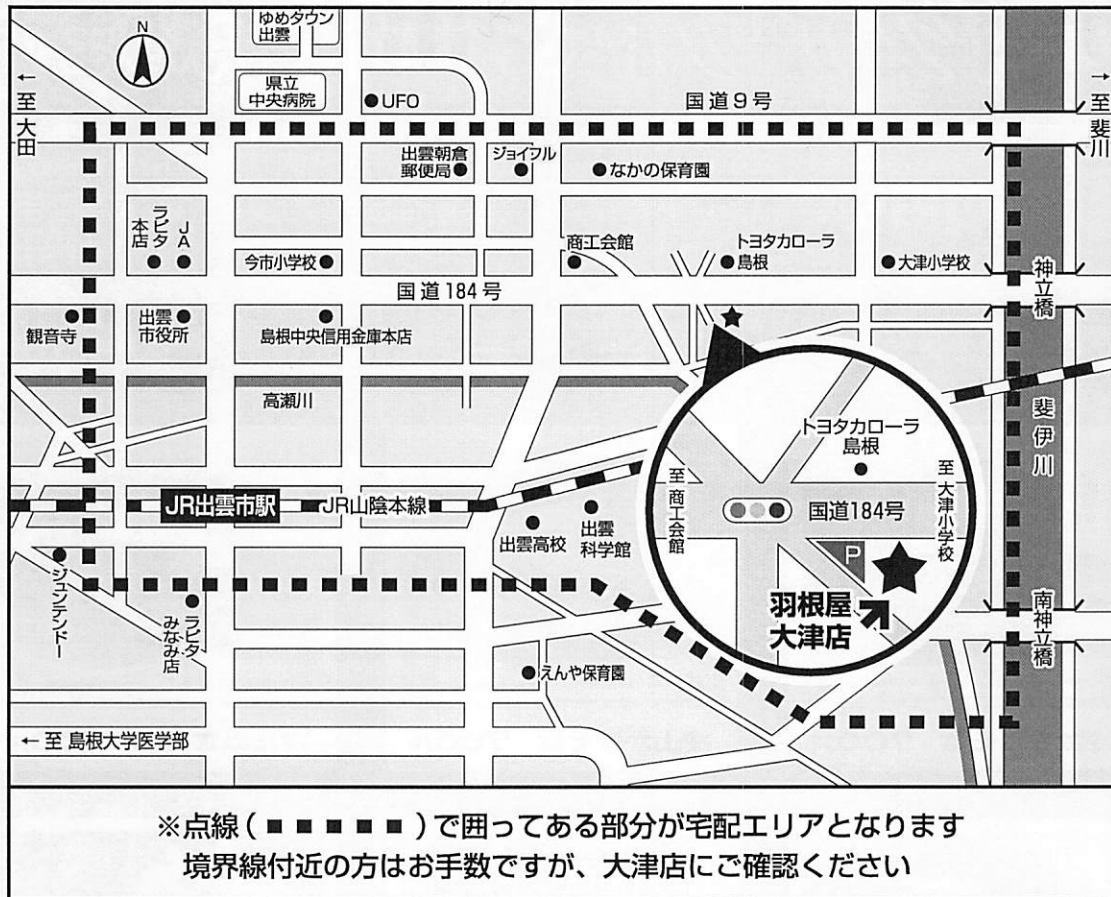 N
ゆめタウン
出雲
県立
中央病院
UFO
国道9号
←至大田
→至斐川
出雲朝倉
郵便局
ジョイフル
なかの保育園
ラピタ
本店
JA
今市小学校
商工会館
トヨタカローラ
島根
大津小学校
神立橋
国道184号
観音寺
出雲
市役所
島根中央信用金庫本店
高瀬川
斐伊川
トヨタカローラ
島根
至商工会館
至大津小学校
国道184号
P
羽根屋
大津店
JR出雲市駅
JR山陰本線
出雲高校
出雲
科学館
ジュンテンドー
ラピタ
みなみ店
南神立橋
えんや保育園
←至 島根大学医学部
※点線(■■■■■)で囲ってある部分が宅配エリアとなります
境界線付近の方はお手数ですが、大津店にご確認ください